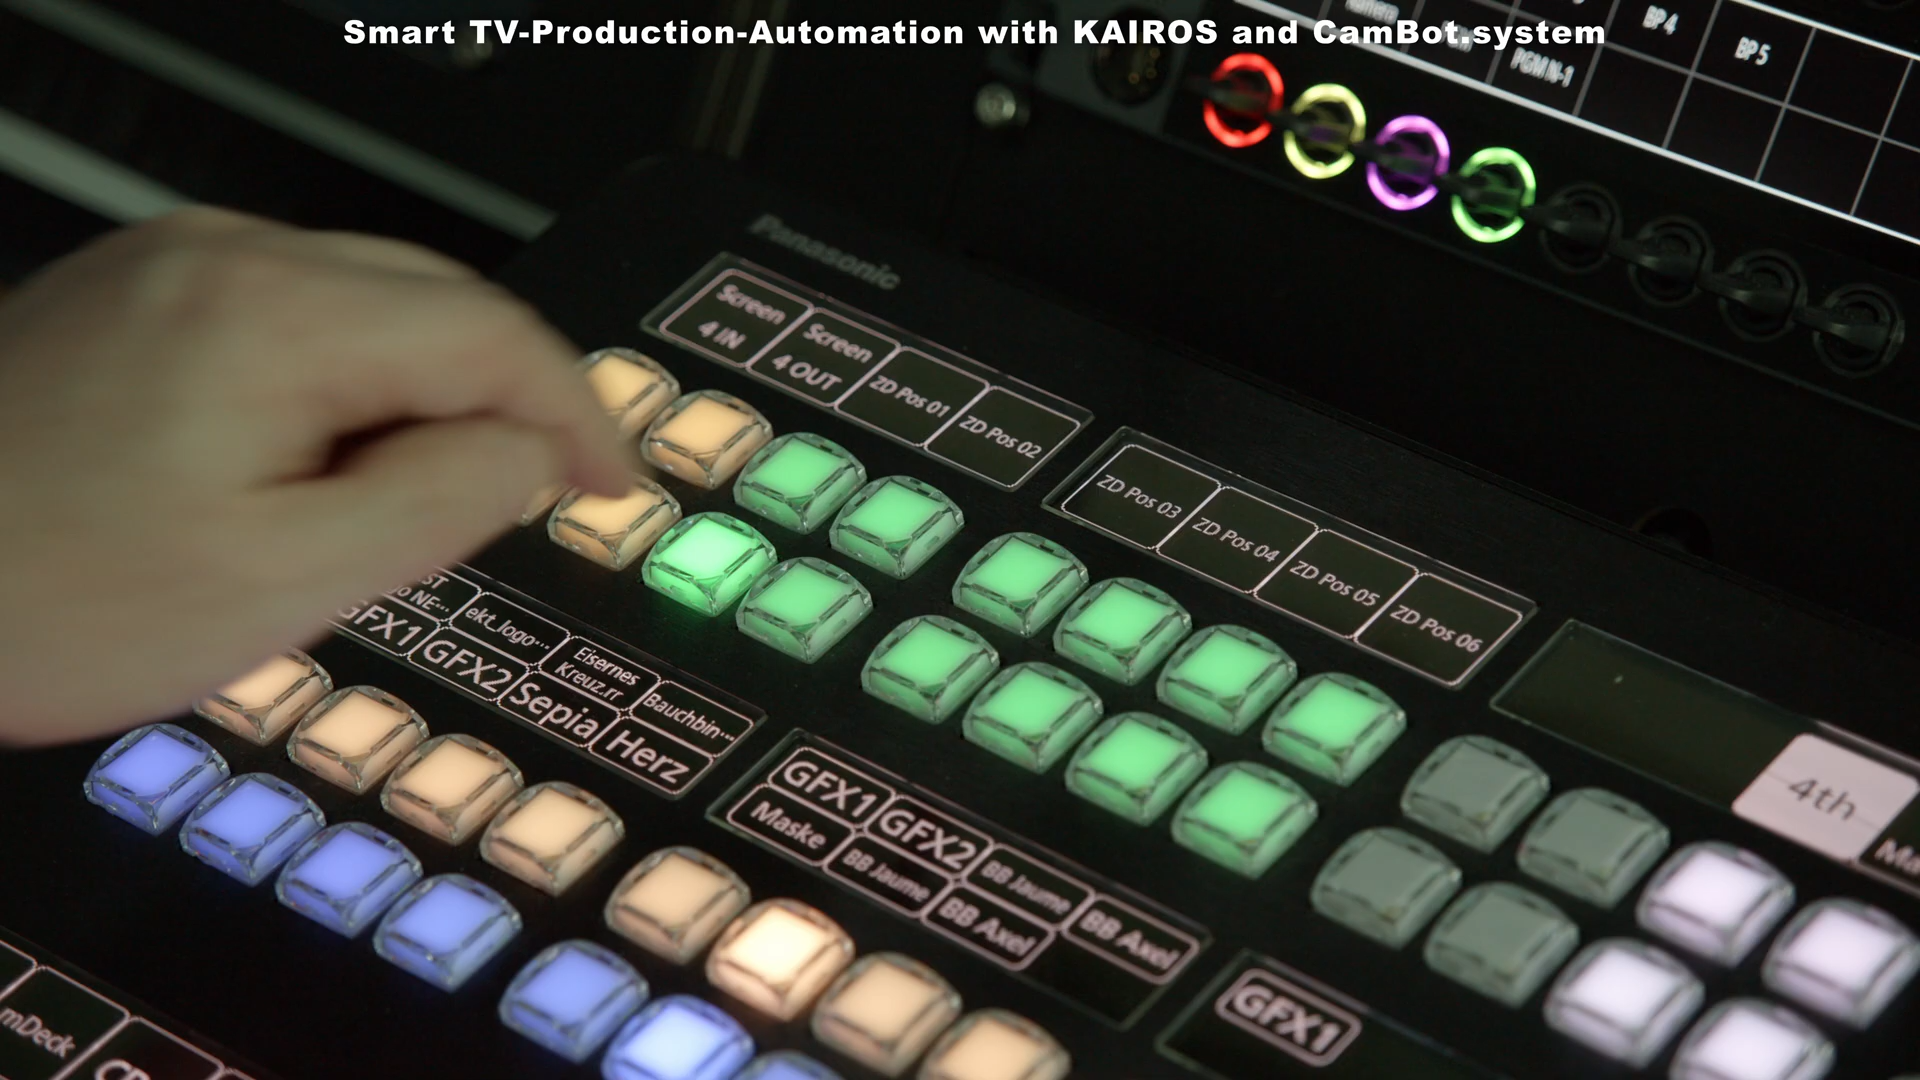 Smart TV-Production-Automation with KAIROS and CamBot.system
BP 4
BP 5
PGM N-1
Panasonic
Screen
4 IN
Screen
4 OUT
ZD Pos 01
ZD Pos 02
ZD Pos 03
ZD Pos 04
ZD Pos 05
ZD Pos 06
4th
ekt_logo...
Eisernes
Kreuz.rr
Bauchbin...
GFX1
GFX2
Sepia
Herz
GFX1
GFX2
BB Jaume
BB Axel
Maske
BB Jaume
BB Axel
GFX1
mDeck